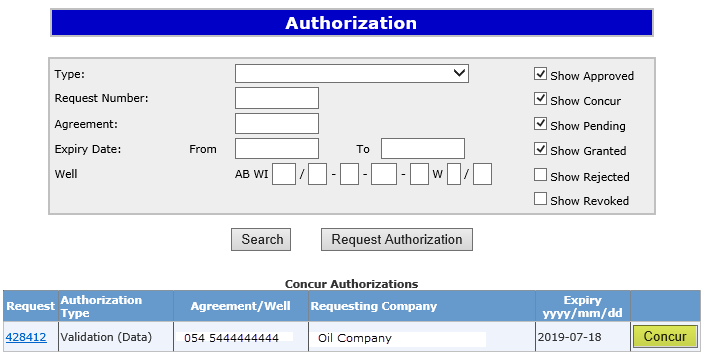 Authorization
Type:
Show Approved
Request Number:
Show Concur
Agreement:
Show Pending
Expiry Date: From To
Show Granted
Well AB WI / - - - W /
Show Rejected
Show Revoked
Search Request Authorization
Concur Authorizations
Request Authorization Type Agreement/Well Requesting Company Expiry yyyy/mm/dd
428412 Validation (Data) 054 5444444444 Oil Company 2019-07-18 Concur